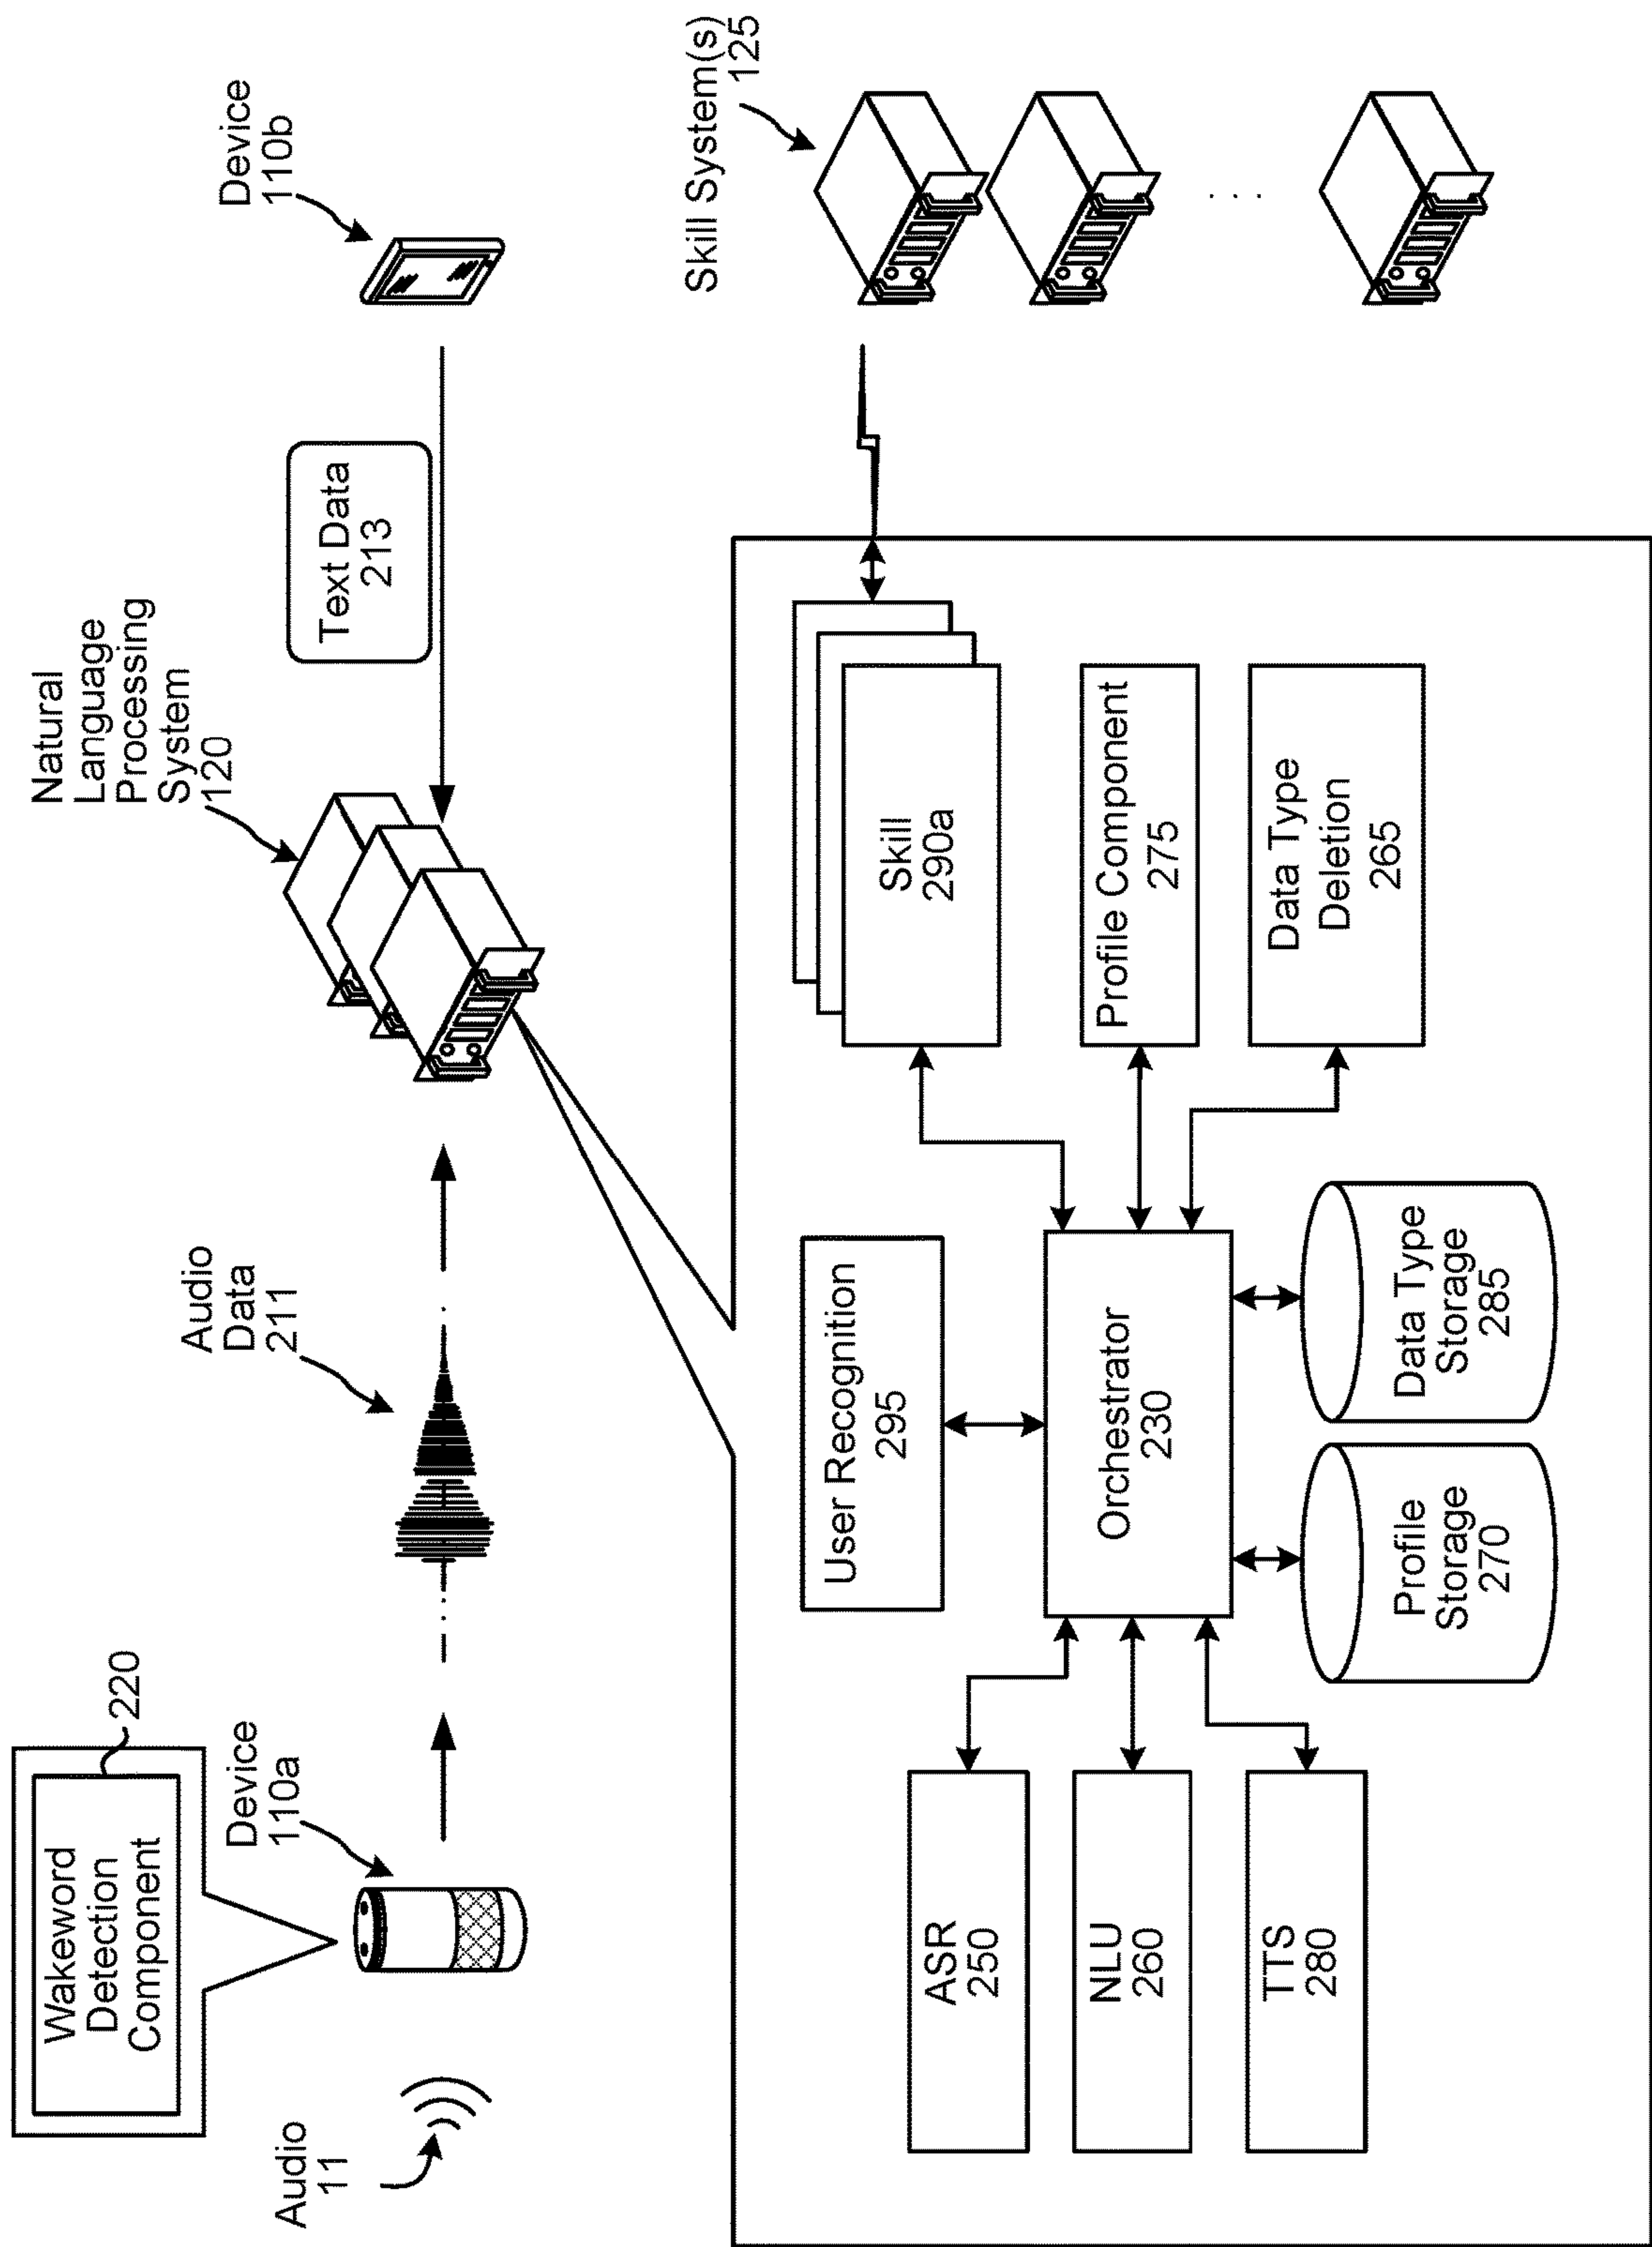 Wakeword
Detection
Component
220
Audio
11
Device
110a
Audio
Data
211
Natural
Language
Processing
System
120
Text Data
213
Device
110b
Skill System(s)
125
ASR
250
NLU
260
TTS
280
User Recognition
295
Orchestrator
230
Profile
Storage
270
Data Type
Storage
285
Skill
290a
Profile Component
275
Data Type
Deletion
265
. . .